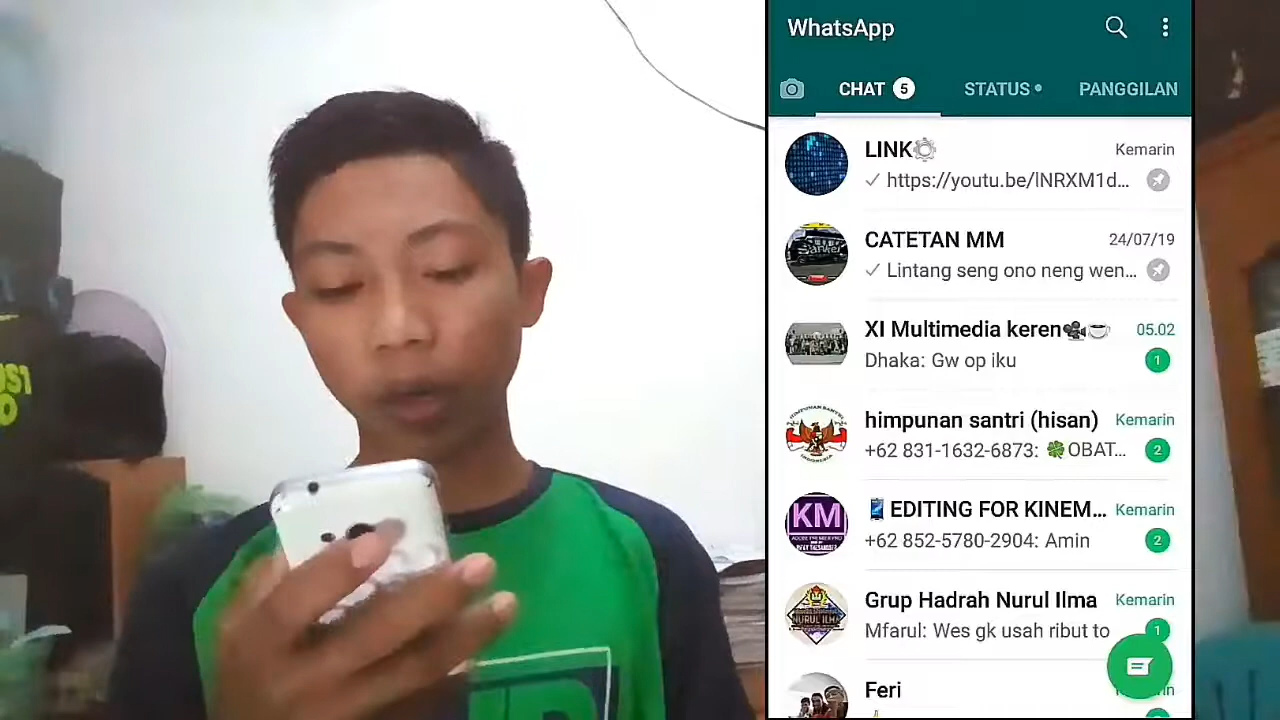 WhatsApp
CHAT 5
STATUS
PANGGILAN
LINK⚙
Kemarin
✓ https://youtu.be/lNRXM1d...
CATETAN MM
24/07/19
✓ Lintang seng ono neng wen...
XI Multimedia keren🎥☕
05.02
Dhaka: Gw op iku
1
himpunan santri (hisan)
Kemarin
+62 831-1632-6873: 🍀OBAT...
2
📱EDITING FOR KINEM...
Kemarin
+62 852-5780-2904: Amin
2
Grup Hadrah Nurul Ilma
Kemarin
Mfarul: Wes gk usah ribut to
1
Feri
KM